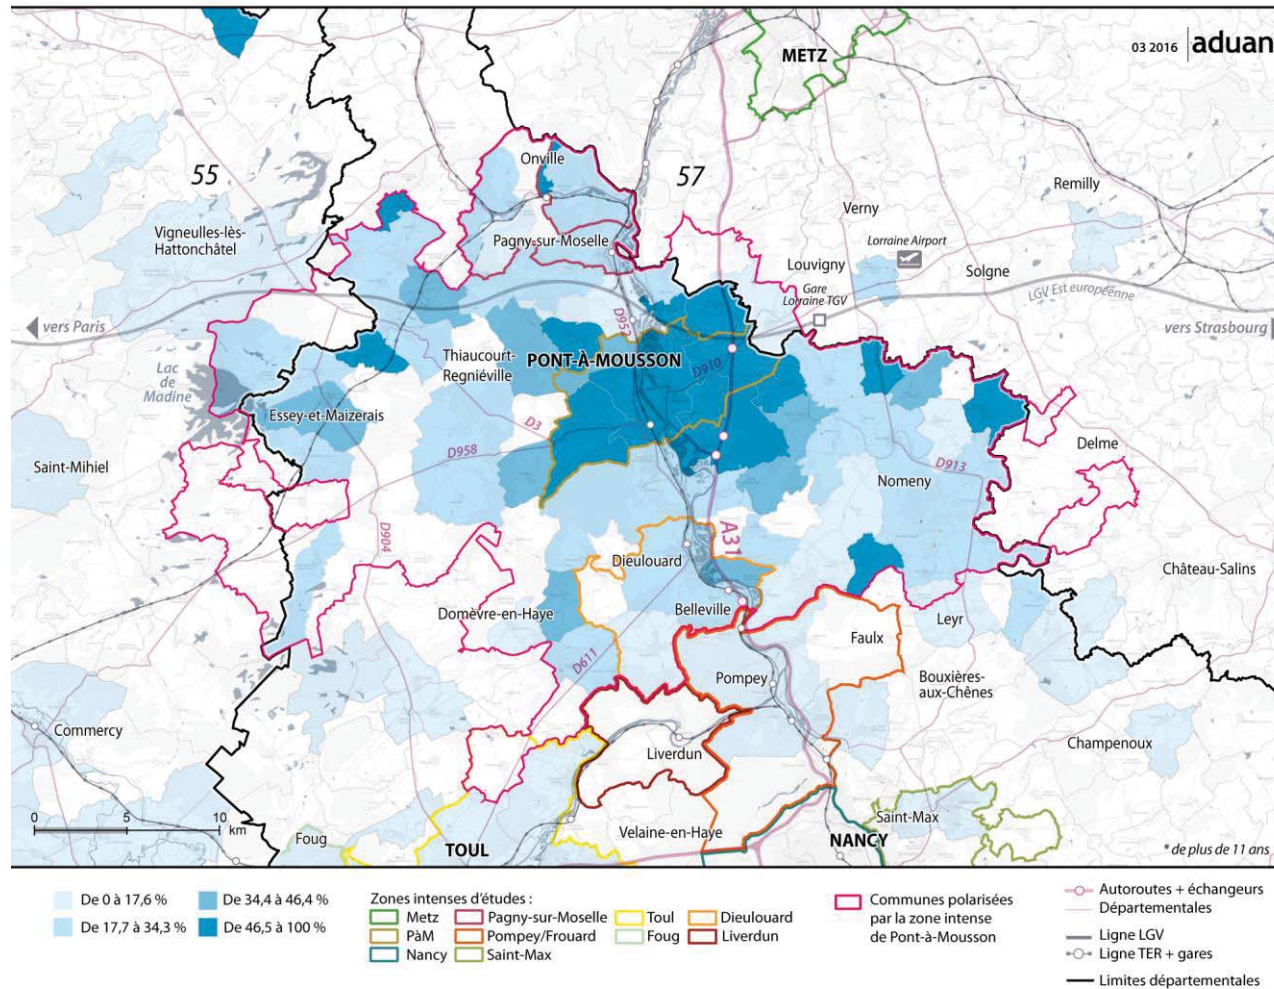 03 2016 | aduan
METZ
55
57
Onville
Remilly
Verny
Vigneulles-lès-
Hattonchâtel
Pagny-sur-Moselle
Lorraine Airport
Louvigny
Solgne
Gare
Lorraine TGV
LGV Est européenne
vers Paris
vers Strasbourg
D952
Thiaucourt-
Regniéville
PONT-À-MOUSSON
D910
Lac
de
Madine
Essey-et-Maizerais
D3
Delme
D958
D913
Saint-Mihiel
Nomeny
D904
A31
Dieulouard
Château-Salins
Domèvre-en-Haye
Belleville
Leyr
Faulx
D611
Pompey
Bouxières-
aux-Chênes
Commercy
Champenoux
Liverdun
0 5 10
km
Foug
TOUL
Velaine-en-Haye
NANCY
Saint-Max
* de plus de 11 ans
De 0 à 17,6 %
De 17,7 à 34,3 %
De 34,4 à 46,4 %
De 46,5 à 100 %
Zones intenses d'études :
Metz
PàM
Nancy
Pagny-sur-Moselle
Pompey/Frouard
Saint-Max
Toul
Foug
Dieulouard
Liverdun
Communes polarisées
par la zone intense
de Pont-à-Mousson
Autoroutes + échangeurs
Départementales
Ligne LGV
Ligne TER + gares
Limites départementales